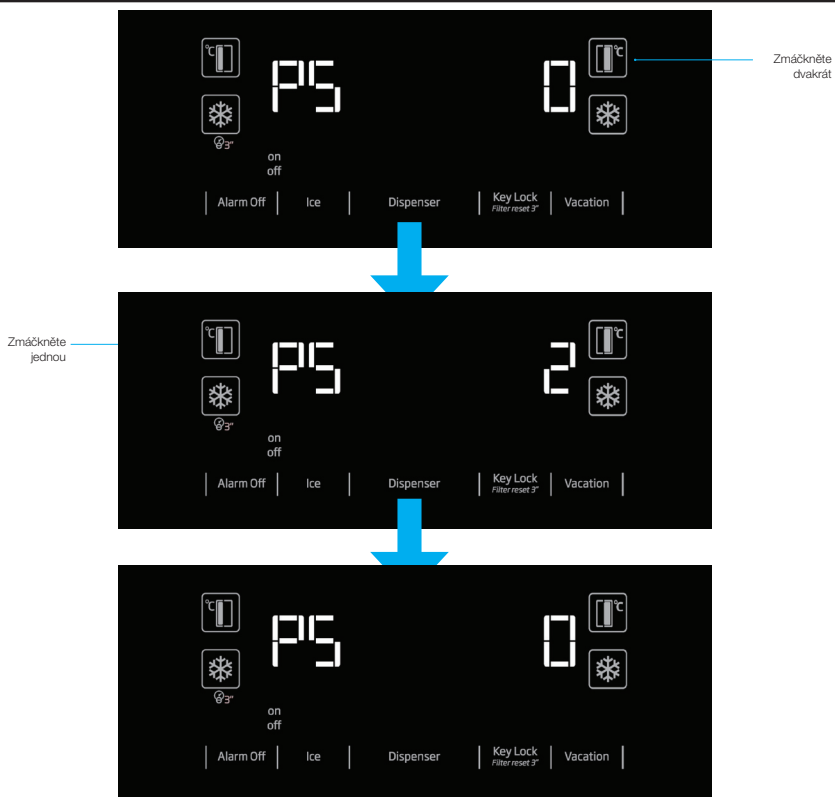 °C
PS 0
°C
Zmáčkněte
dvakrát
3"
on
off
Alarm Off Ice Dispenser Key Lock Vacation
Filter reset 3"
Zmáčkněte
jednou
°C
PS 2
°C
3"
on
off
Alarm Off Ice Dispenser Key Lock Vacation
Filter reset 3"
°C
PS 0
°C
3"
on
off
Alarm Off Ice Dispenser Key Lock Vacation
Filter reset 3"